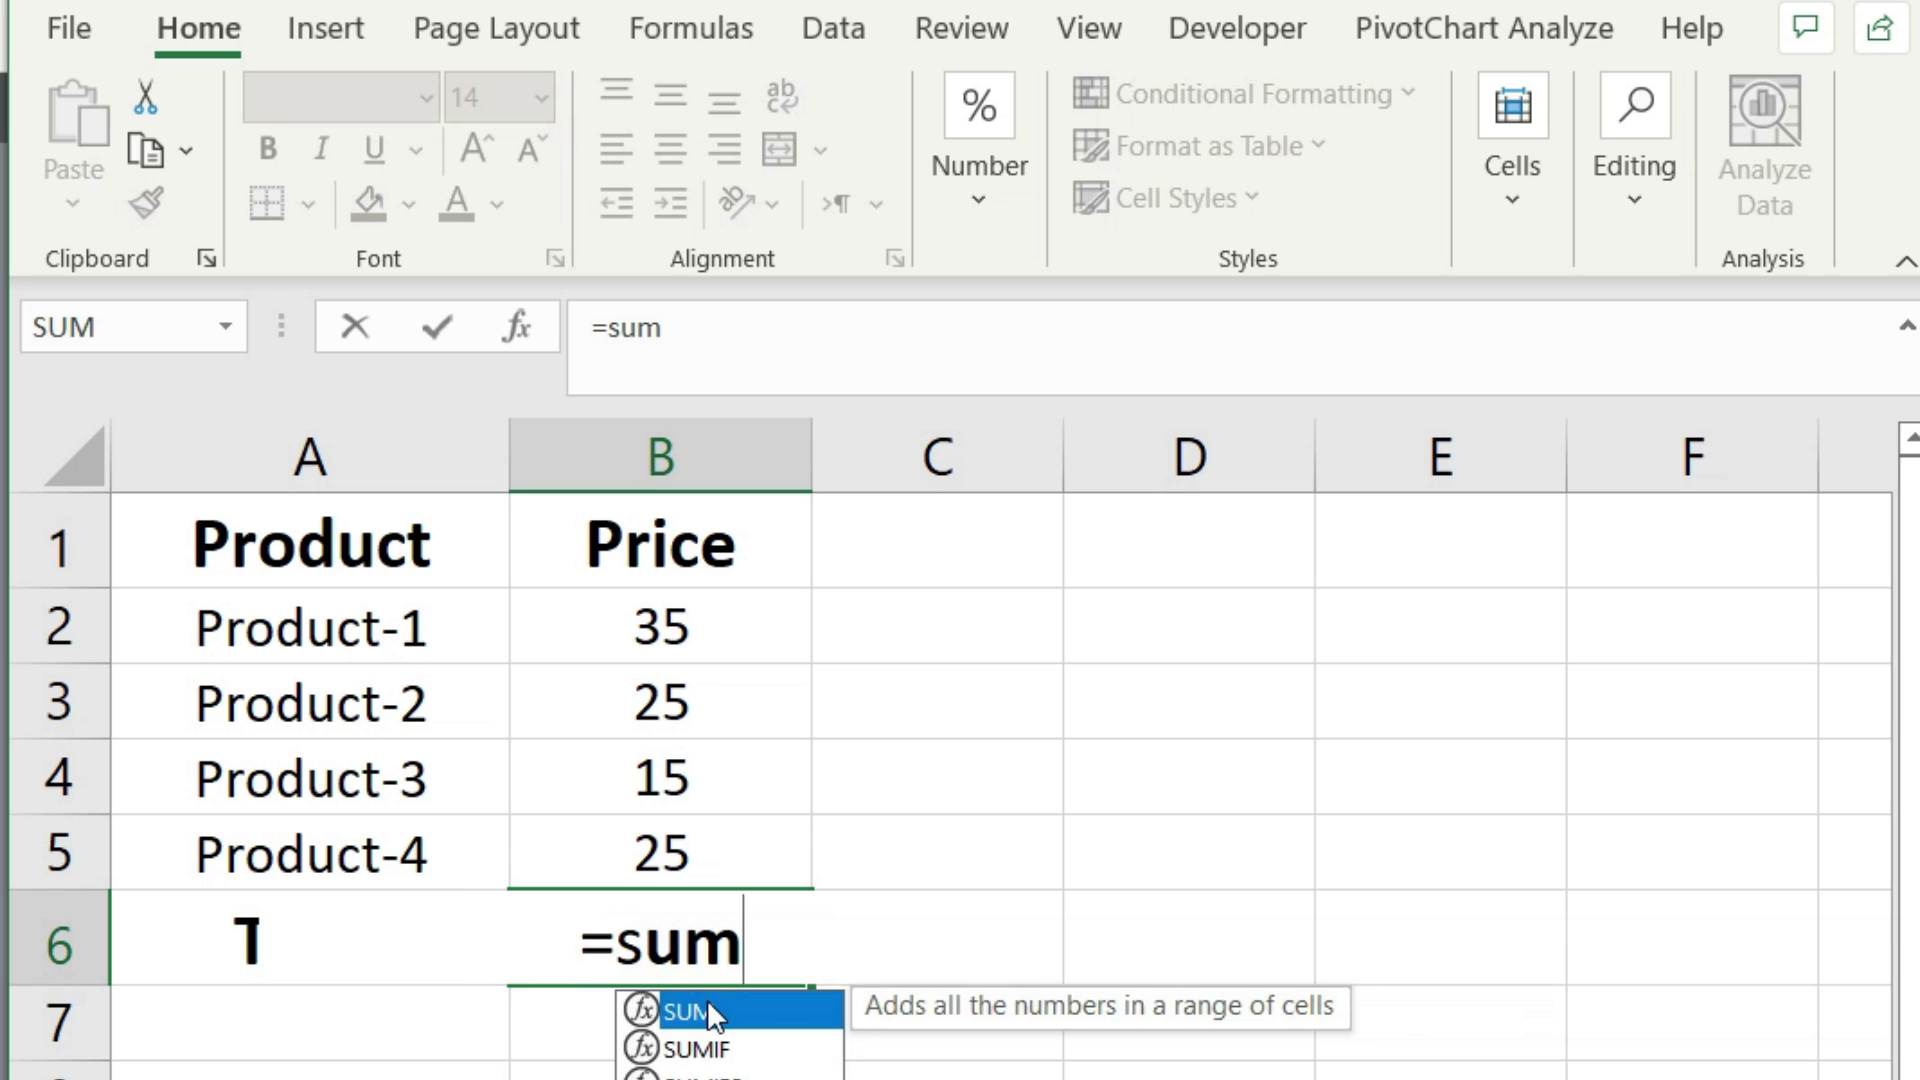 File Home Insert Page Layout Formulas Data Review View Developer PivotChart Analyze Help
Paste
14
B I U A A
A
ab
%
Number
Conditional Formatting
Format as Table
Cell Styles
Cells
Editing
Analyze
Data
Clipboard Font Alignment Styles Analysis
SUM fx =sum
A B C D E F
1 Product Price
2 Product-1 35
3 Product-2 25
4 Product-3 15
5 Product-4 25
6 T =sum
7
fx SUM Adds all the numbers in a range of cells
fx SUMIF